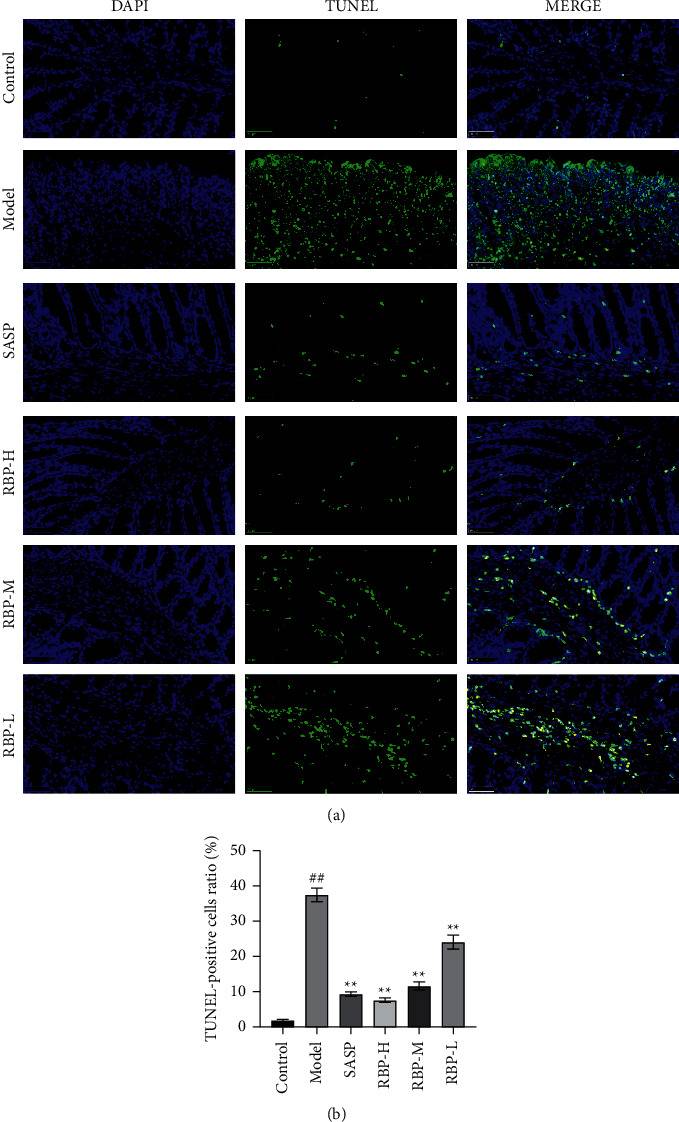 DAPI TUNEL MERGE
Control
Model
SASP
RBP-H
RBP-M
RBP-L
(a)
TUNEL-positive cells ratio (%)
50
40
30
20
10
0
##
**
**
**
**
Control
Model
SASP
RBP-H
RBP-M
RBP-L
(b)